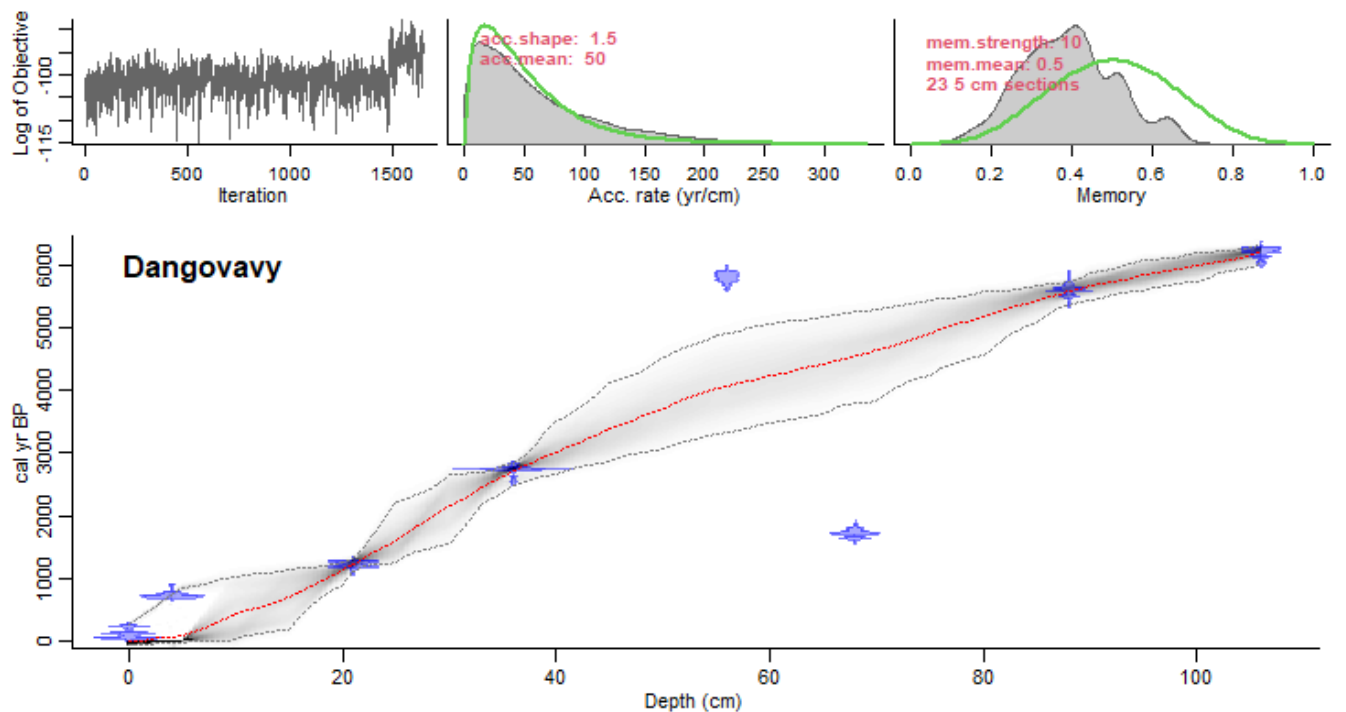 Log of Objective
-100
-115
0
500
1000
1500
Iteration
acc.shape: 1.5
acc.mean: 50
0
50
100
150
200
250
300
Acc. rate (yr/cm)
mem.strength: 10
mem.mean: 0.5
23 5 cm sections
0.0
0.2
0.4
0.6
0.8
1.0
Memory
Dangovavy
cal yr BP
6000
5000
4000
3000
2000
1000
0
0
20
40
60
80
100
Depth (cm)